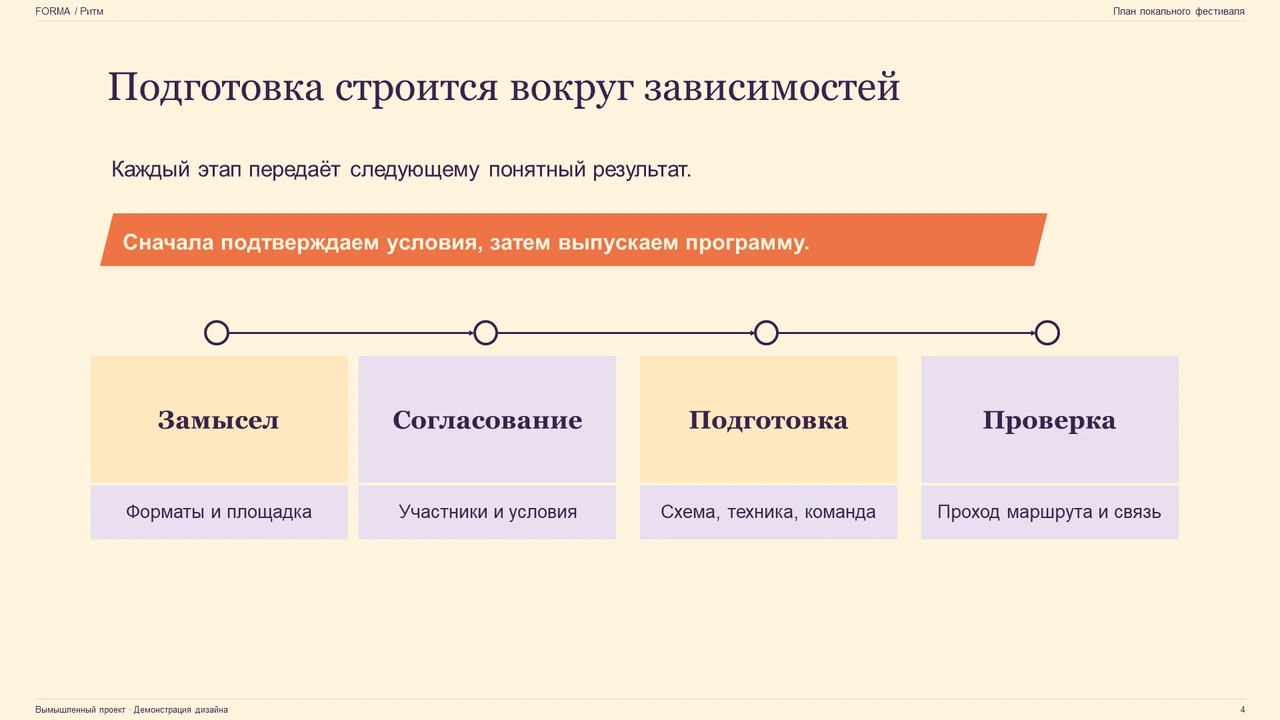 FORMA / Ритм
План локального фестиваля
Подготовка строится вокруг зависимостей
Каждый этап передаёт следующему понятный результат.
Сначала подтверждаем условия, затем выпускаем программу.
Замысел
Согласование
Подготовка
Проверка
Форматы и площадка
Участники и условия
Схема, техника, команда
Проход маршрута и связь
Вымышленный проект · Демонстрация дизайна
4